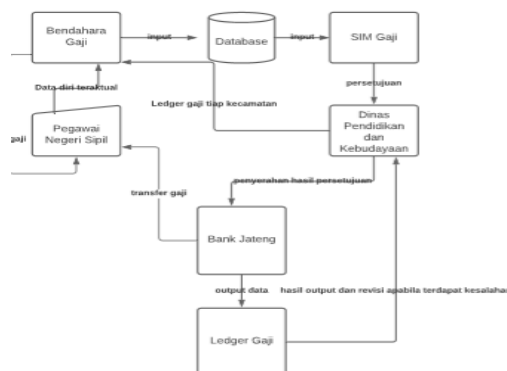 Bendahara
Gaji
input
Database
input
SIM Gaji
persetujuan
Data diri teraktual
Ledger gaji tiap kecamatan
Dinas
Pendidikan
dan
Kebudayaan
Pegawai
Negeri Sipil
gaji
penyerahan hasil persetujuan
transfer gaji
Bank Jateng
output data
hasil output dan revisi apabila terdapat kesalahan
Ledger Gaji